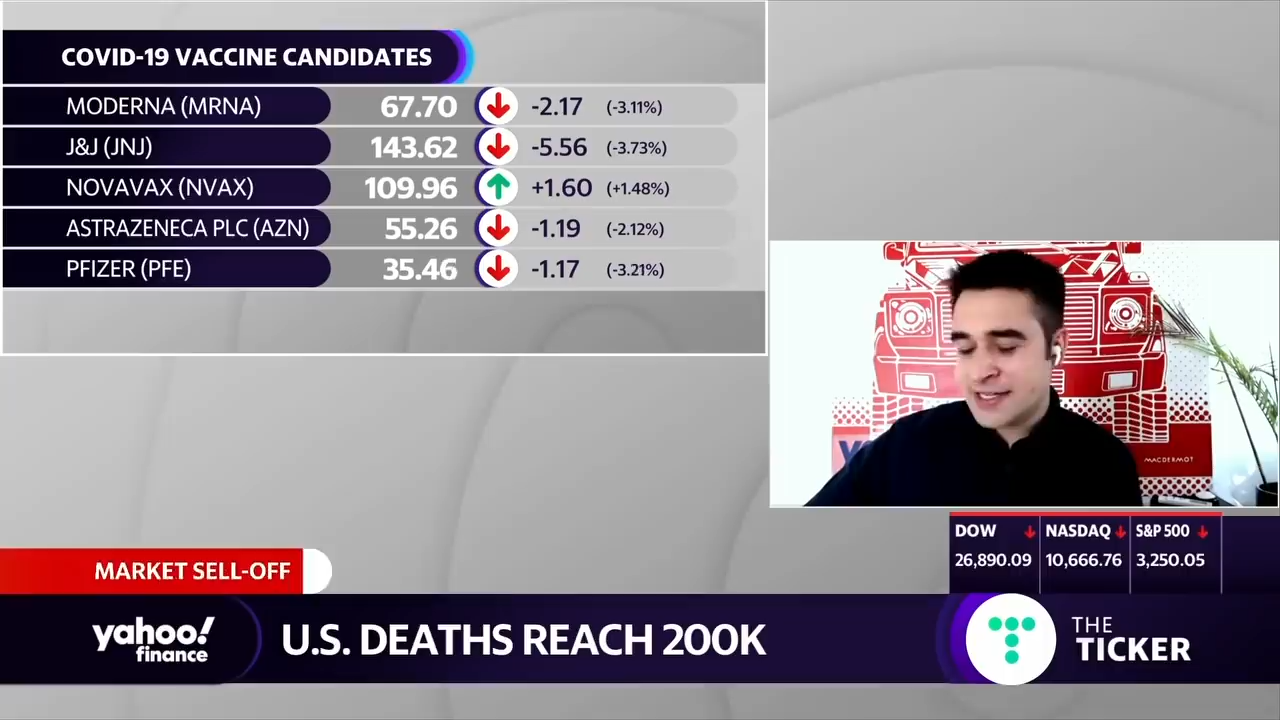 COVID-19 VACCINE CANDIDATES
MODERNA (MRNA) 67.70 -2.17 (-3.11%)
J&J (JNJ) 143.62 -5.56 (-3.73%)
NOVAVAX (NVAX) 109.96 +1.60 (+1.48%)
ASTRAZENECA PLC (AZN) 55.26 -1.19 (-2.12%)
PFIZER (PFE) 35.46 -1.17 (-3.21%)
MACDERMOT
DOW NASDAQ S&P 500
26,890.09 10,666.76 3,250.05
MARKET SELL-OFF
yahoo!
finance
U.S. DEATHS REACH 200K
THE
TICKER